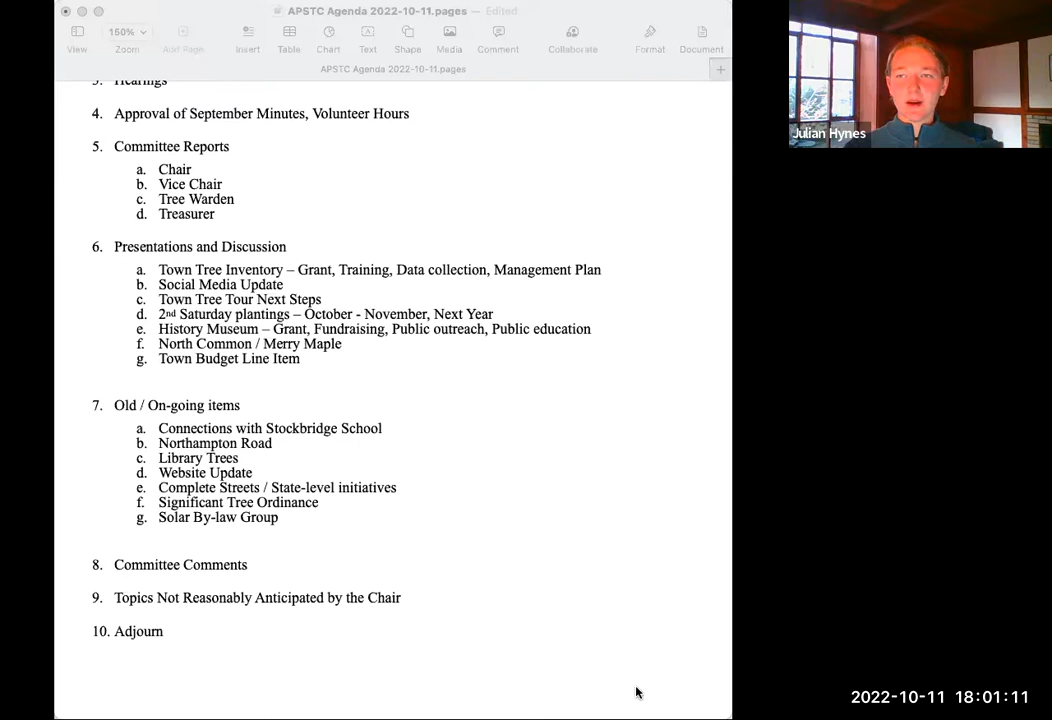 APSTC Agenda 2022-10-11.pages — Edited
150%
View Zoom Add Page Insert Table Chart Text Shape Media Comment Collaborate Format Document
APSTC Agenda 2022-10-11.pages
3. Hearings
4. Approval of September Minutes, Volunteer Hours
5. Committee Reports
a. Chair
b. Vice Chair
c. Tree Warden
d. Treasurer
6. Presentations and Discussion
a. Town Tree Inventory – Grant, Training, Data collection, Management Plan
b. Social Media Update
c. Town Tree Tour Next Steps
d. 2nd Saturday plantings – October - November, Next Year
e. History Museum – Grant, Fundraising, Public outreach, Public education
f. North Common / Merry Maple
g. Town Budget Line Item
7. Old / On-going items
a. Connections with Stockbridge School
b. Northampton Road
c. Library Trees
d. Website Update
e. Complete Streets / State-level initiatives
f. Significant Tree Ordinance
g. Solar By-law Group
8. Committee Comments
9. Topics Not Reasonably Anticipated by the Chair
10. Adjourn
Julian Hynes
2022-10-11 18:01:11